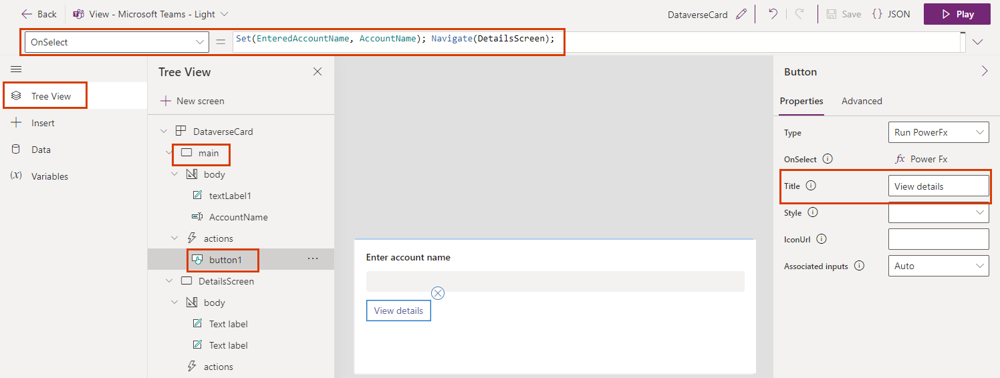 Back
View - Microsoft Teams - Light
DataverseCard
Save
{} JSON
Play
OnSelect
=
Set(EnteredAccountName, AccountName); Navigate(DetailsScreen);
Tree View
Insert
Data
(x) Variables
Tree View
New screen
DataverseCard
main
body
textLabel1
AccountName
actions
button1
...
DetailsScreen
body
Text label
Text label
actions
Enter account name
View details
Button
Properties
Advanced
Type
Run PowerFx
OnSelect
fx Power Fx
Title
View details
Style
IconUrl
Associated inputs
Auto